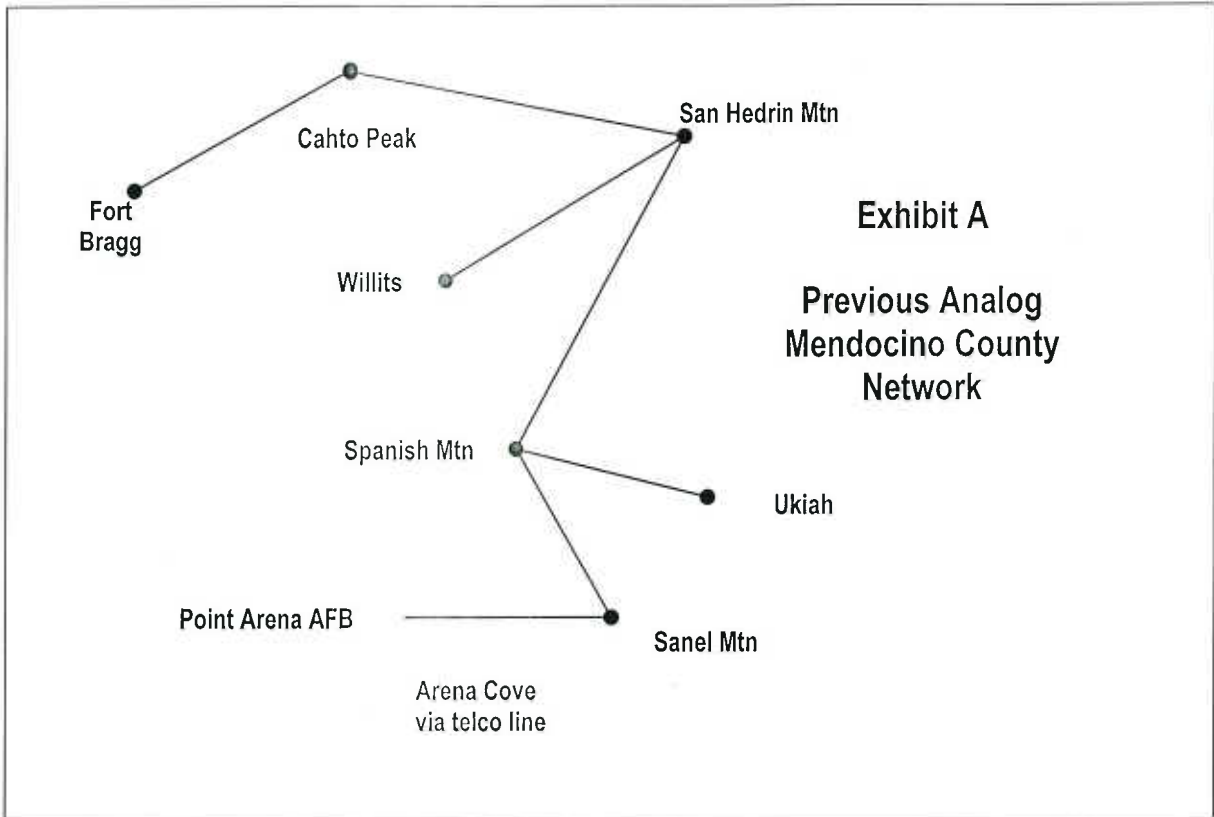 San Hedrin Mtn
Cahto Peak
Fort
Bragg
Exhibit A
Willits
Previous Analog
Mendocino County
Network
Spanish Mtn
Ukiah
Point Arena AFB
Sanel Mtn
Arena Cove
via telco line